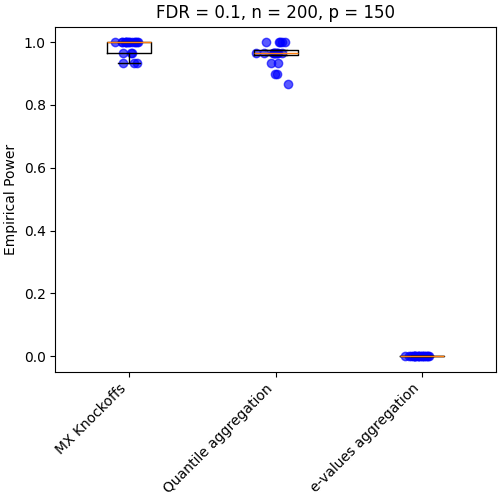 FDR = 0.1, n = 200, p = 150
Empirical Power
1.0
0.8
0.6
0.4
0.2
0.0
MX Knockoffs
Quantile aggregation
e-values aggregation